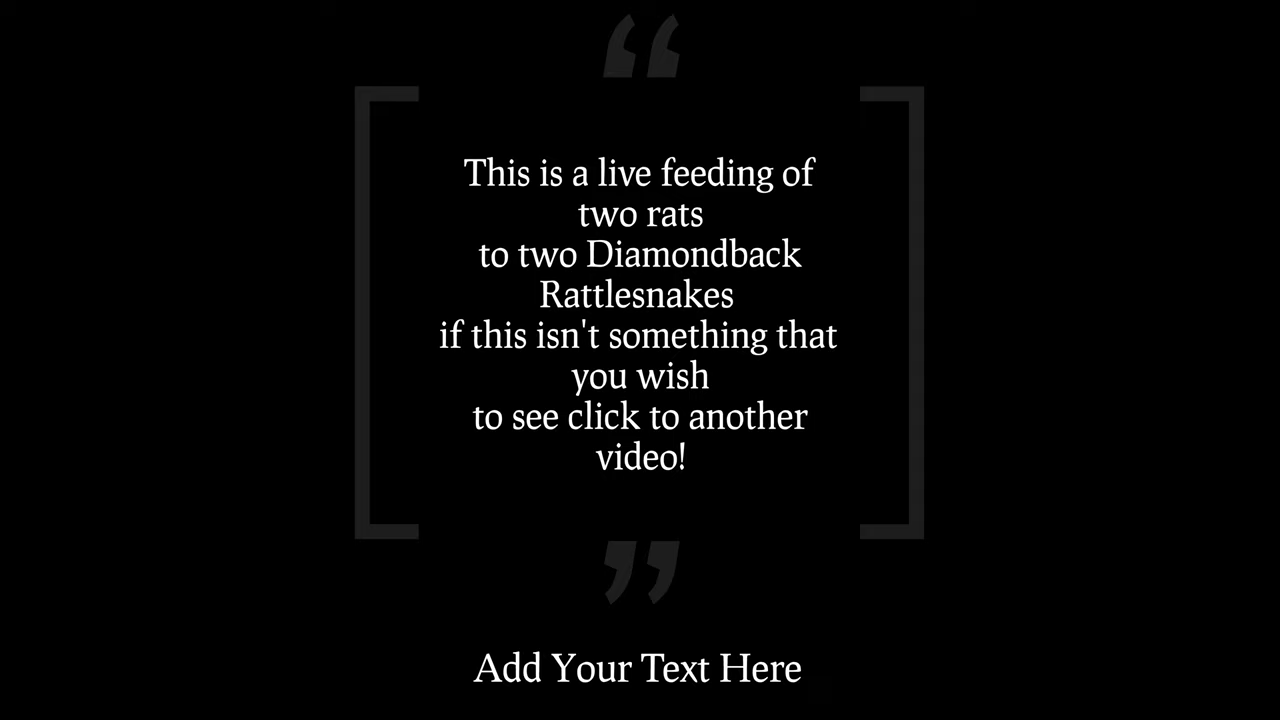 This is a live feeding of
two rats
to two Diamondback
Rattlesnakes
if this isn't something that
you wish
to see click to another
video!
Add Your Text Here